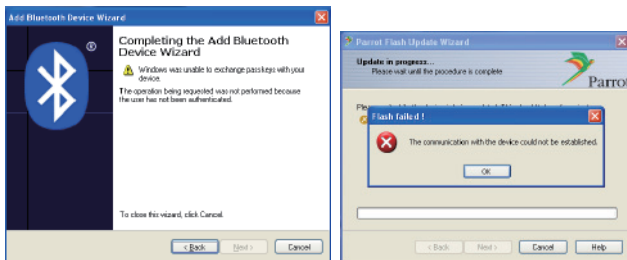 Add Bluetooth Device Wizard
®
Completing the Add Bluetooth
Device Wizard
Windows was unable to exchange passkeys with your
device.
The operation being requested was not performed because
the user has not been authenticated.
To close this wizard, click Cancel.
< Back
Next >
Cancel
Parrot Flash Update Wizard
Update in progress...
Please wait until the procedure is complete
Parrot
Flash failed !
The communication with the device could not be established.
OK
< Back
Next >
Cancel
Help